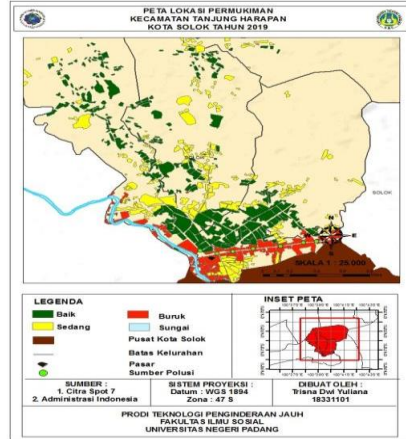 PETA LOKASI PERMUKIMAN
KECAMATAN TANJUNG HARAPAN
KOTA SOLOK TAHUN 2019
SOLOK
N
E
SKALA 1 : 25.000
LEGENDA
Baik
Buruk
Sedang
Sungai
Pusat Kota Solok
Batas Kelurahan
Pasar
Sumber Polusi
INSET PETA
SUMBER :
1. Citra Spot 7
2. Administrasi Indonesia
SISTEM PROYEKSI :
Datum : WGS 1894
Zona : 47 S
DIBUAT OLEH :
Trisna Dwi Yuliana
18331101
PRODI TEKNOLOGI PENGINDERAAN JAUH
FAKULTAS ILMU SOSIAL
UNIVERSITAS NEGERI PADANG